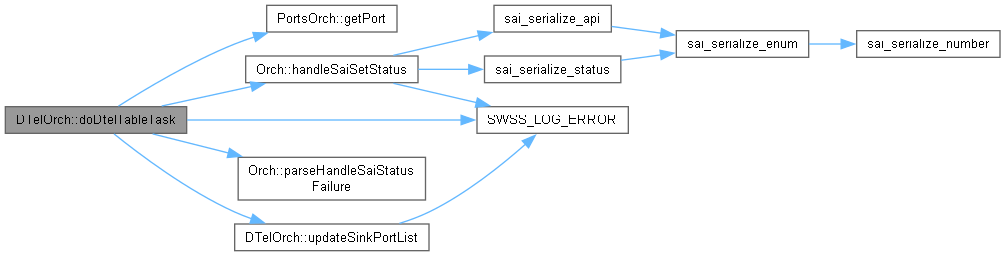 DTelOrch::doDtelTableTask
PortsOrch::getPort
Orch::handleSaiSetStatus
sai_serialize_api
sai_serialize_status
sai_serialize_enum
sai_serialize_number
SWSS_LOG_ERROR
Orch::parseHandleSaiStatus
Failure
DTelOrch::updateSinkPortList